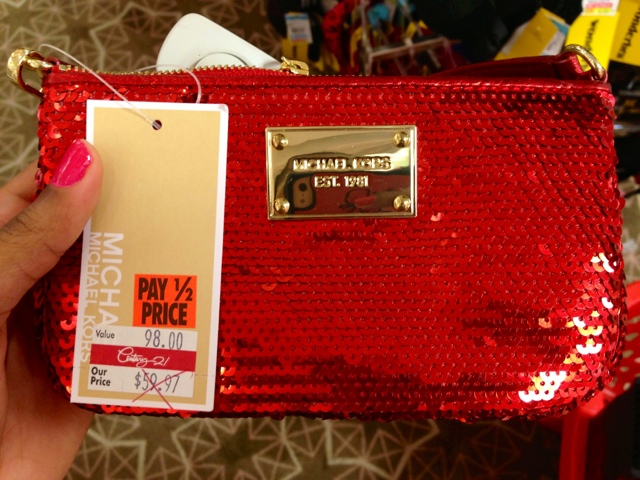 MICHAEL KORS
EST. 1981
MICHA
MICHAEL KORS
PAY 1/2
PRICE
Value 98.00
Century 21
Our
Price $59.97